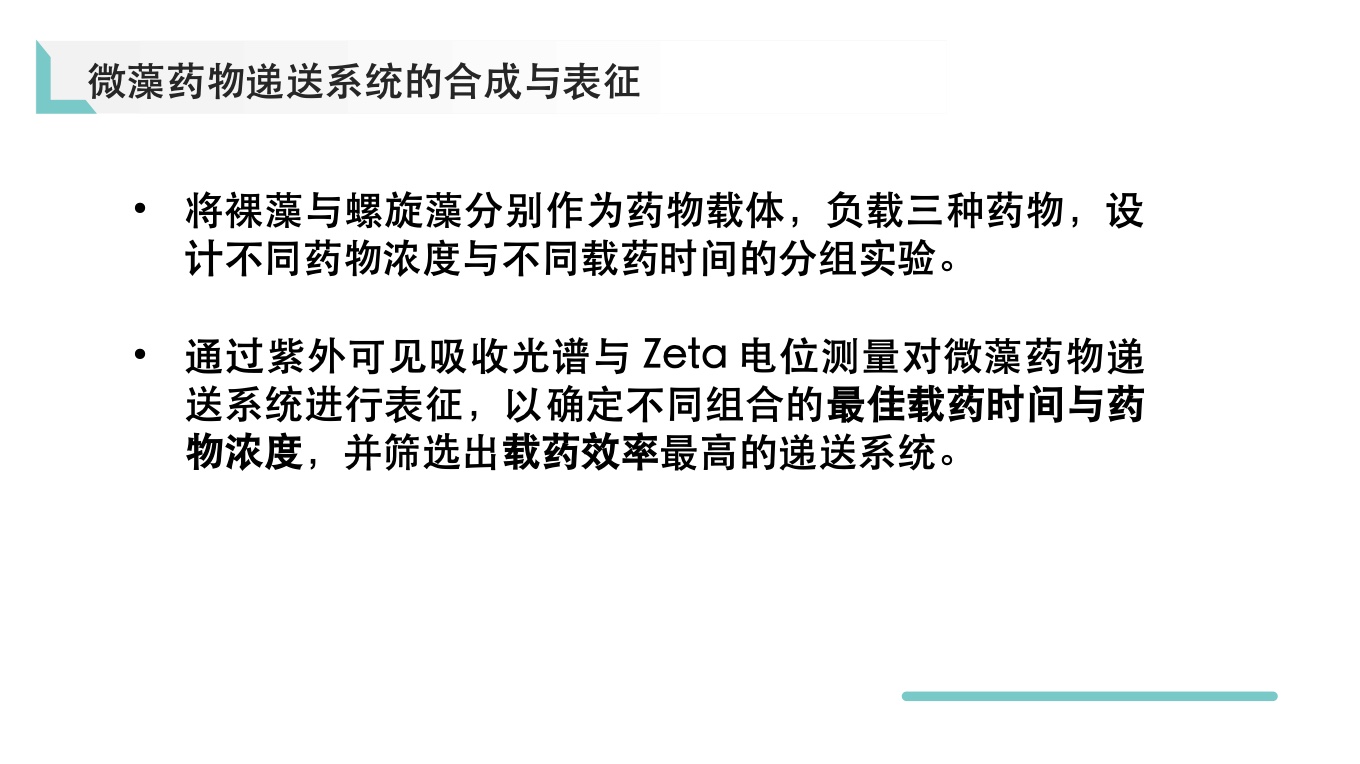 微藻药物递送系统的合成与表征
• 将裸藻与螺旋藻分别作为药物载体，负载三种药物，设
计不同药物浓度与不同载药时间的分组实验。
• 通过紫外可见吸收光谱与 Zeta 电位测量对微藻药物递
送系统进行表征，以确定不同组合的最佳载药时间与药
物浓度，并筛选出载药效率最高的递送系统。